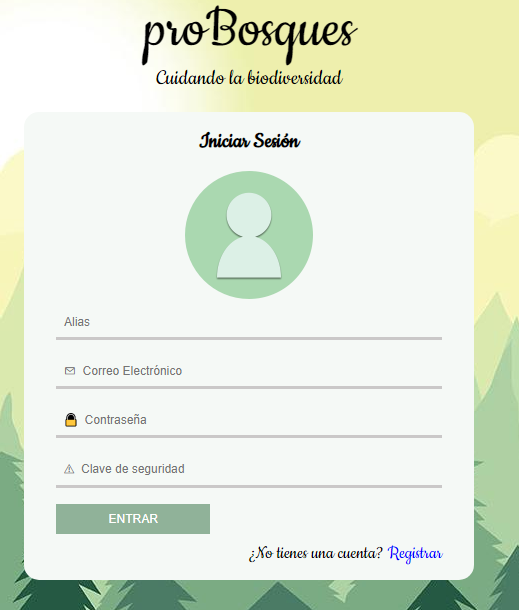 proBosques
Cuidando la biodiversidad
Iniciar Sesión
Alias
Correo Electrónico
Contraseña
Clave de seguridad
ENTRAR
¿No tienes una cuenta? Registrar